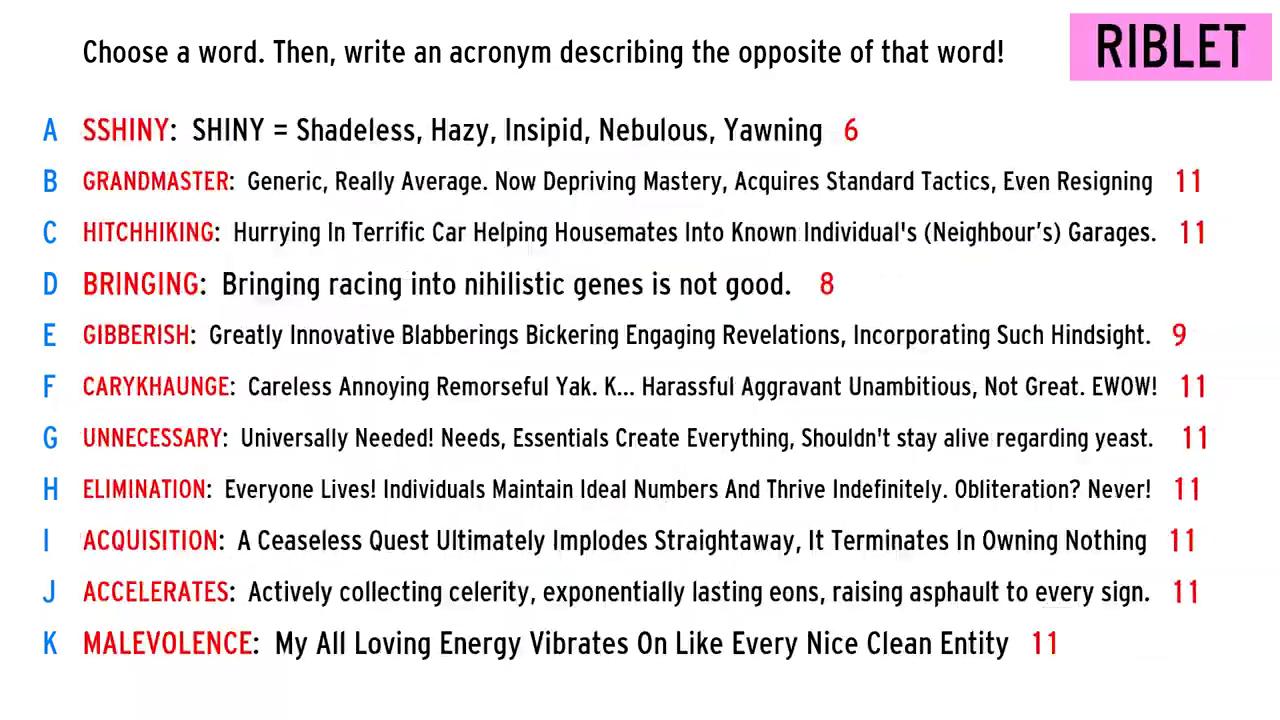 Choose a word. Then, write an acronym describing the opposite of that word!
RIBLET
A SSHINY: SHINY = Shadeless, Hazy, Insipid, Nebulous, Yawning 6
B GRANDMASTER: Generic, Really Average. Now Depriving Mastery, Acquires Standard Tactics, Even Resigning 11
C HITCHHIKING: Hurrying In Terrific Car Helping Housemates Into Known Individual's (Neighbour’s) Garages. 11
D BRINGING: Bringing racing into nihilistic genes is not good. 8
E GIBBERISH: Greatly Innovative Blabberings Bickering Engaging Revelations, Incorporating Such Hindsight. 9
F CARYKHAUNGE: Careless Annoying Remorseful Yak. K... Harassful Aggravant Unambitious, Not Great. EWOW! 11
G UNNECESSARY: Universally Needed! Needs, Essentials Create Everything, Shouldn't stay alive regarding yeast. 11
H ELIMINATION: Everyone Lives! Individuals Maintain Ideal Numbers And Thrive Indefinitely. Obliteration? Never! 11
I ACQUISITION: A Ceaseless Quest Ultimately Implodes Straightaway, It Terminates In Owning Nothing 11
J ACCELERATES: Actively collecting celerity, exponentially lasting eons, raising asphault to every sign. 11
K MALEVOLENCE: My All Loving Energy Vibrates On Like Every Nice Clean Entity 11